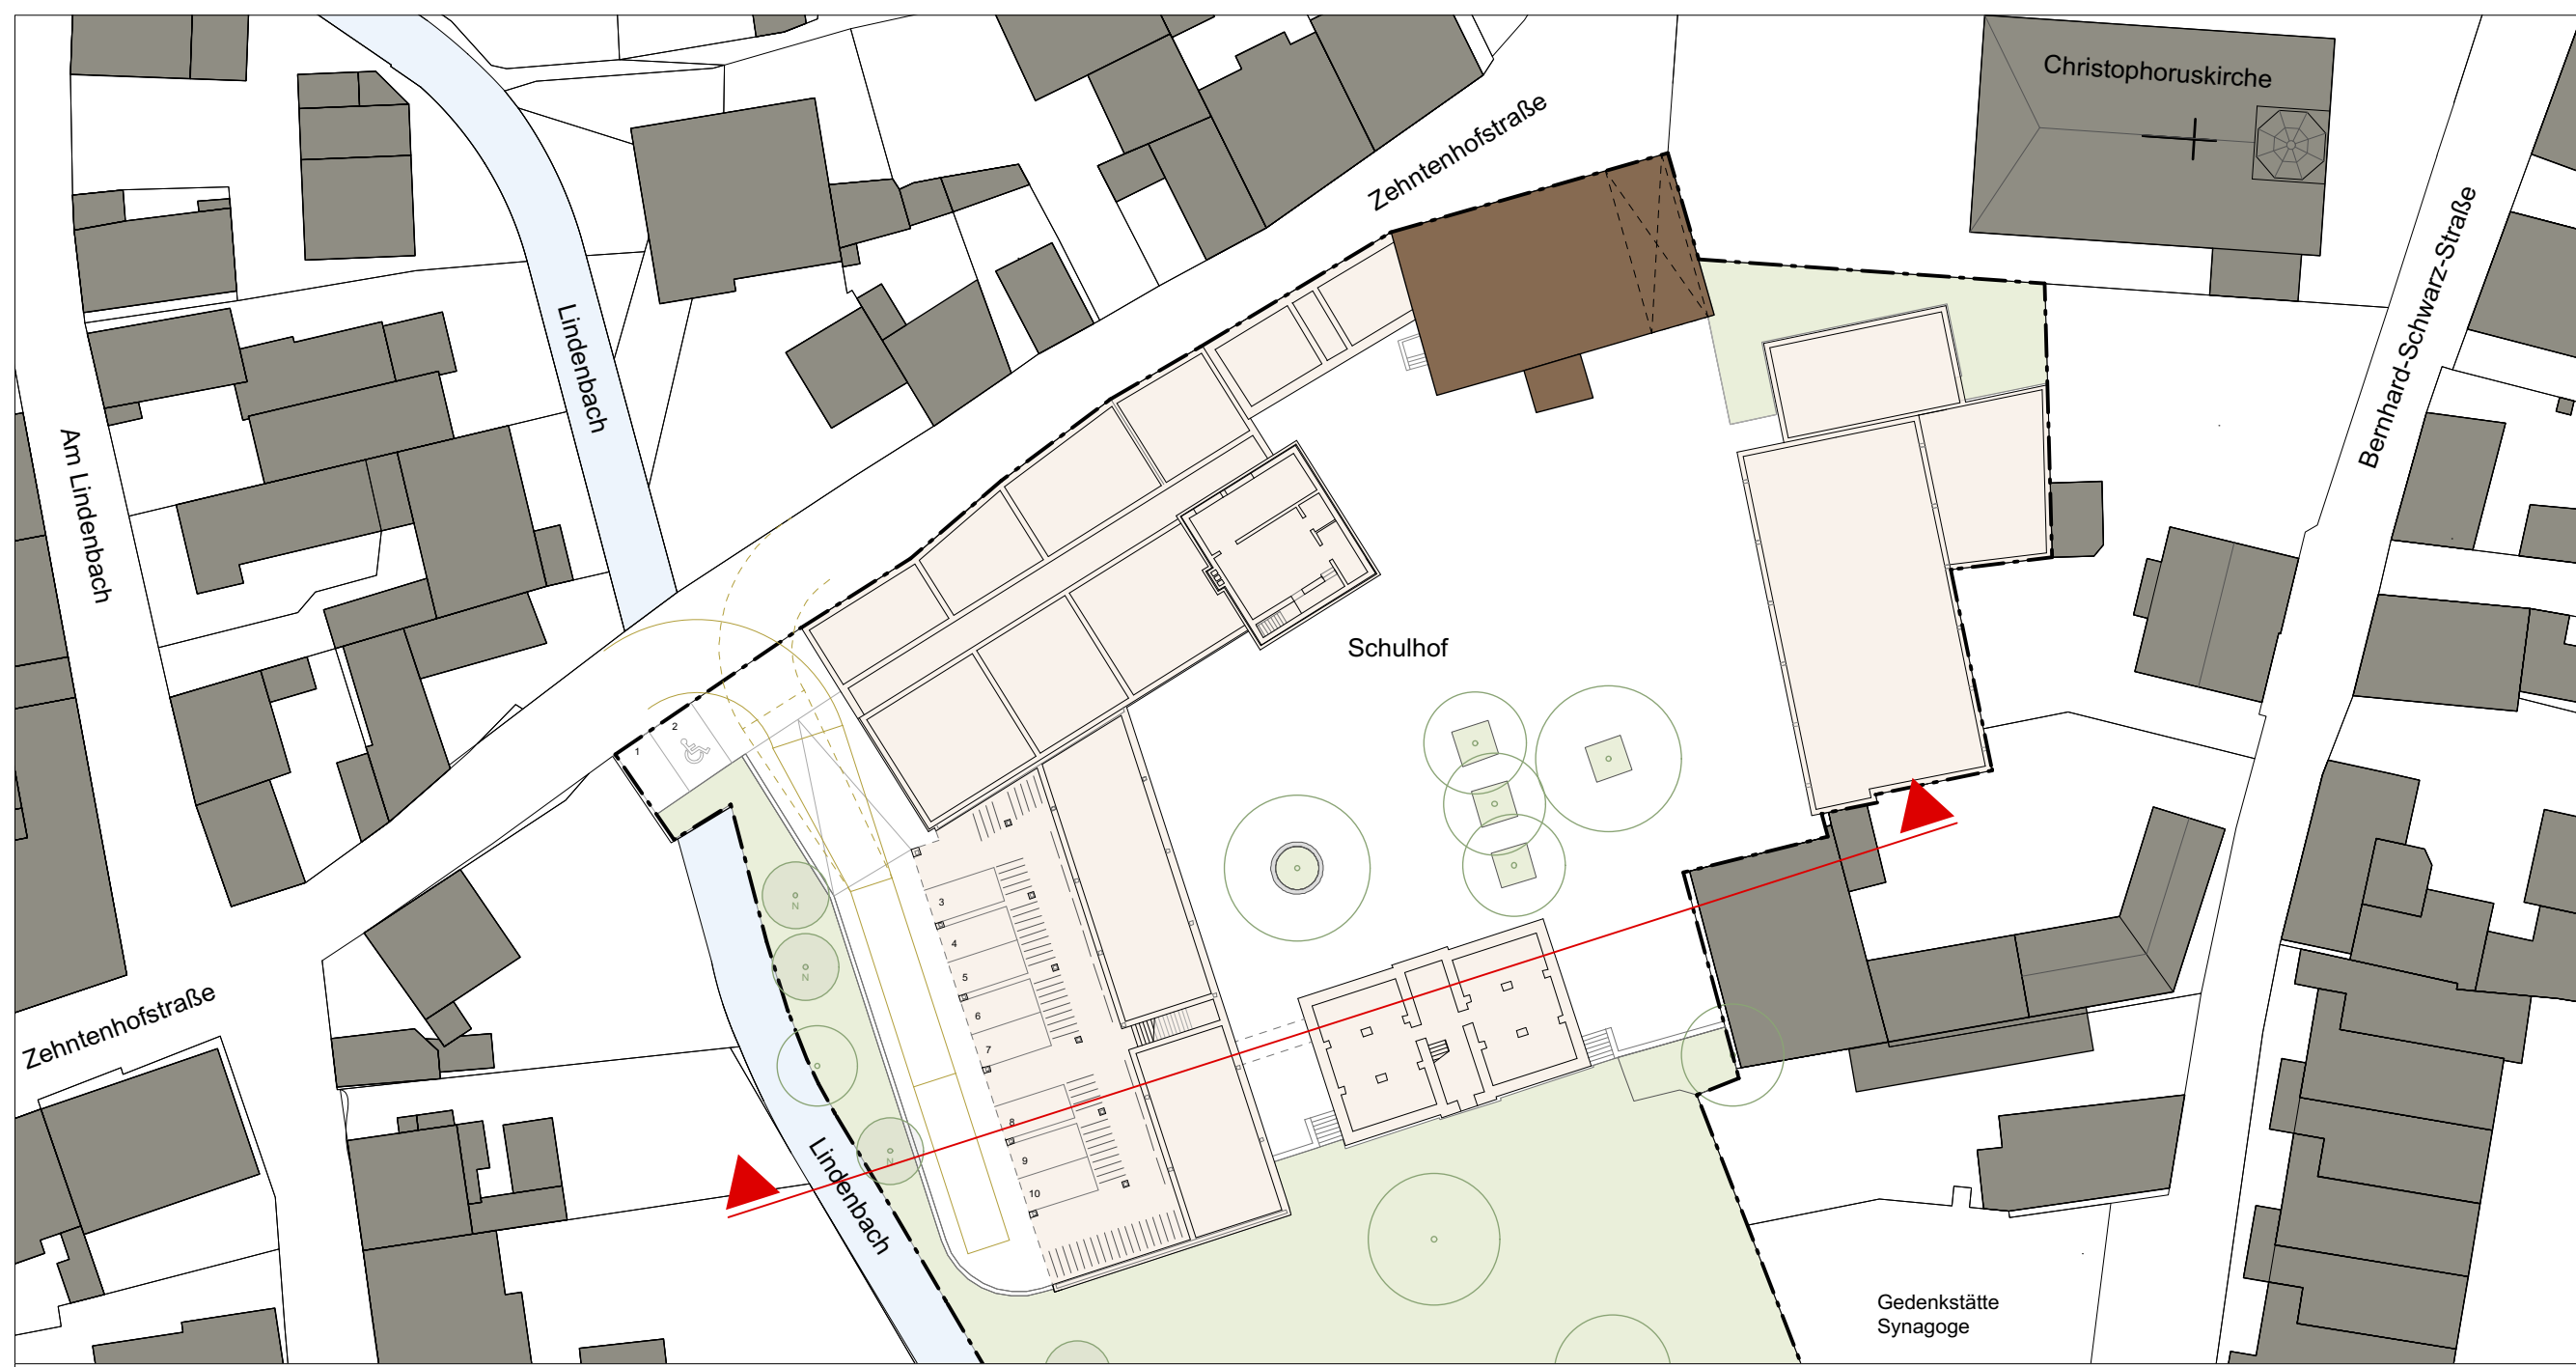 Christophoruskirche
Zehntenhofstraße
Bernhard-Schwarz-Straße
Lindenbach
Am Lindenbach
Schulhof
1
2
N
3
4
N
5
6
7
Zehntenhofstraße
8
N
9
10
Lindenbach
Gedenkstätte
Synagoge